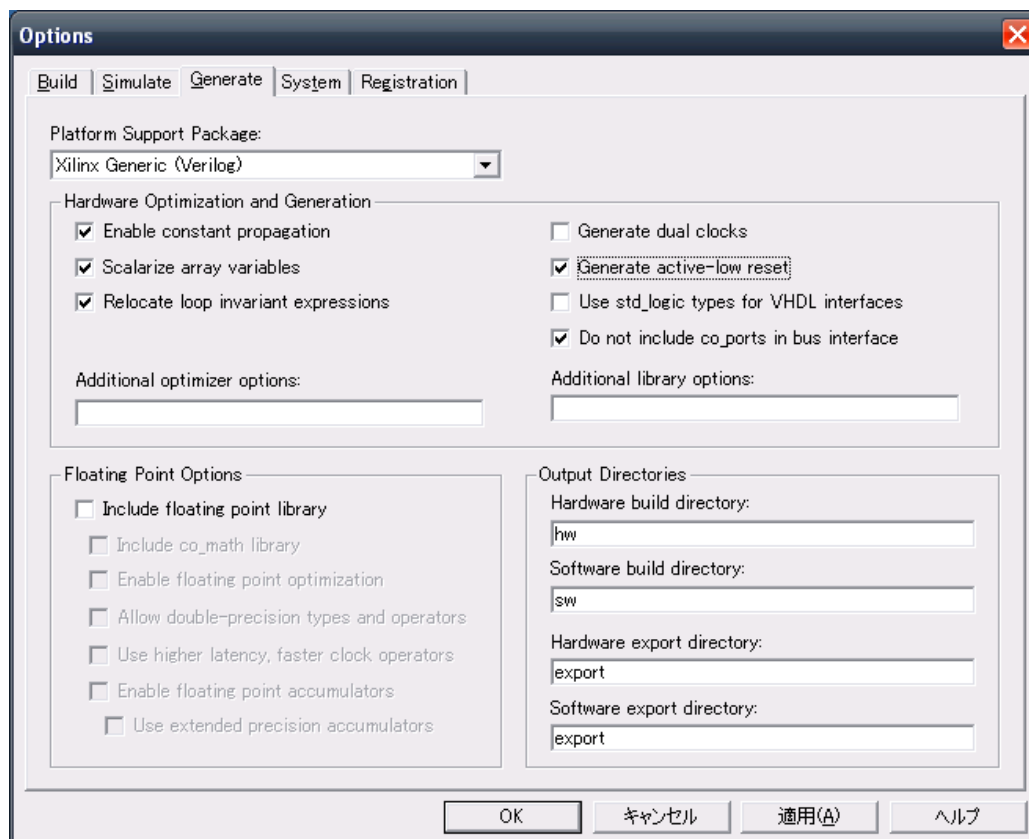 Options
Build Simulate Generate System Registration
Platform Support Package:
Xilinx Generic (Verilog)
Hardware Optimization and Generation
Enable constant propagation
Scalarize array variables
Relocate loop invariant expressions
Generate dual clocks
Generate active-low reset
Use std_logic types for VHDL interfaces
Do not include co_ports in bus interface
Additional optimizer options:
Additional library options:
Floating Point Options
Include floating point library
Include co_math library
Enable floating point optimization
Allow double-precision types and operators
Use higher latency, faster clock operators
Enable floating point accumulators
Use extended precision accumulators
Output Directories
Hardware build directory:
hw
Software build directory:
sw
Hardware export directory:
export
Software export directory:
export
OK キャンセル 適用(A) ヘルプ